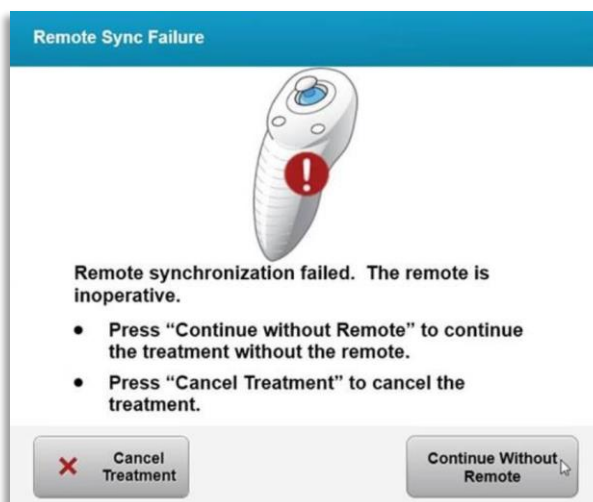 Remote Sync Failure
Remote synchronization failed. The remote is
inoperative.
• Press “Continue without Remote” to continue
the treatment without the remote.
• Press “Cancel Treatment” to cancel the
treatment.
Cancel
Treatment
Continue Without
Remote